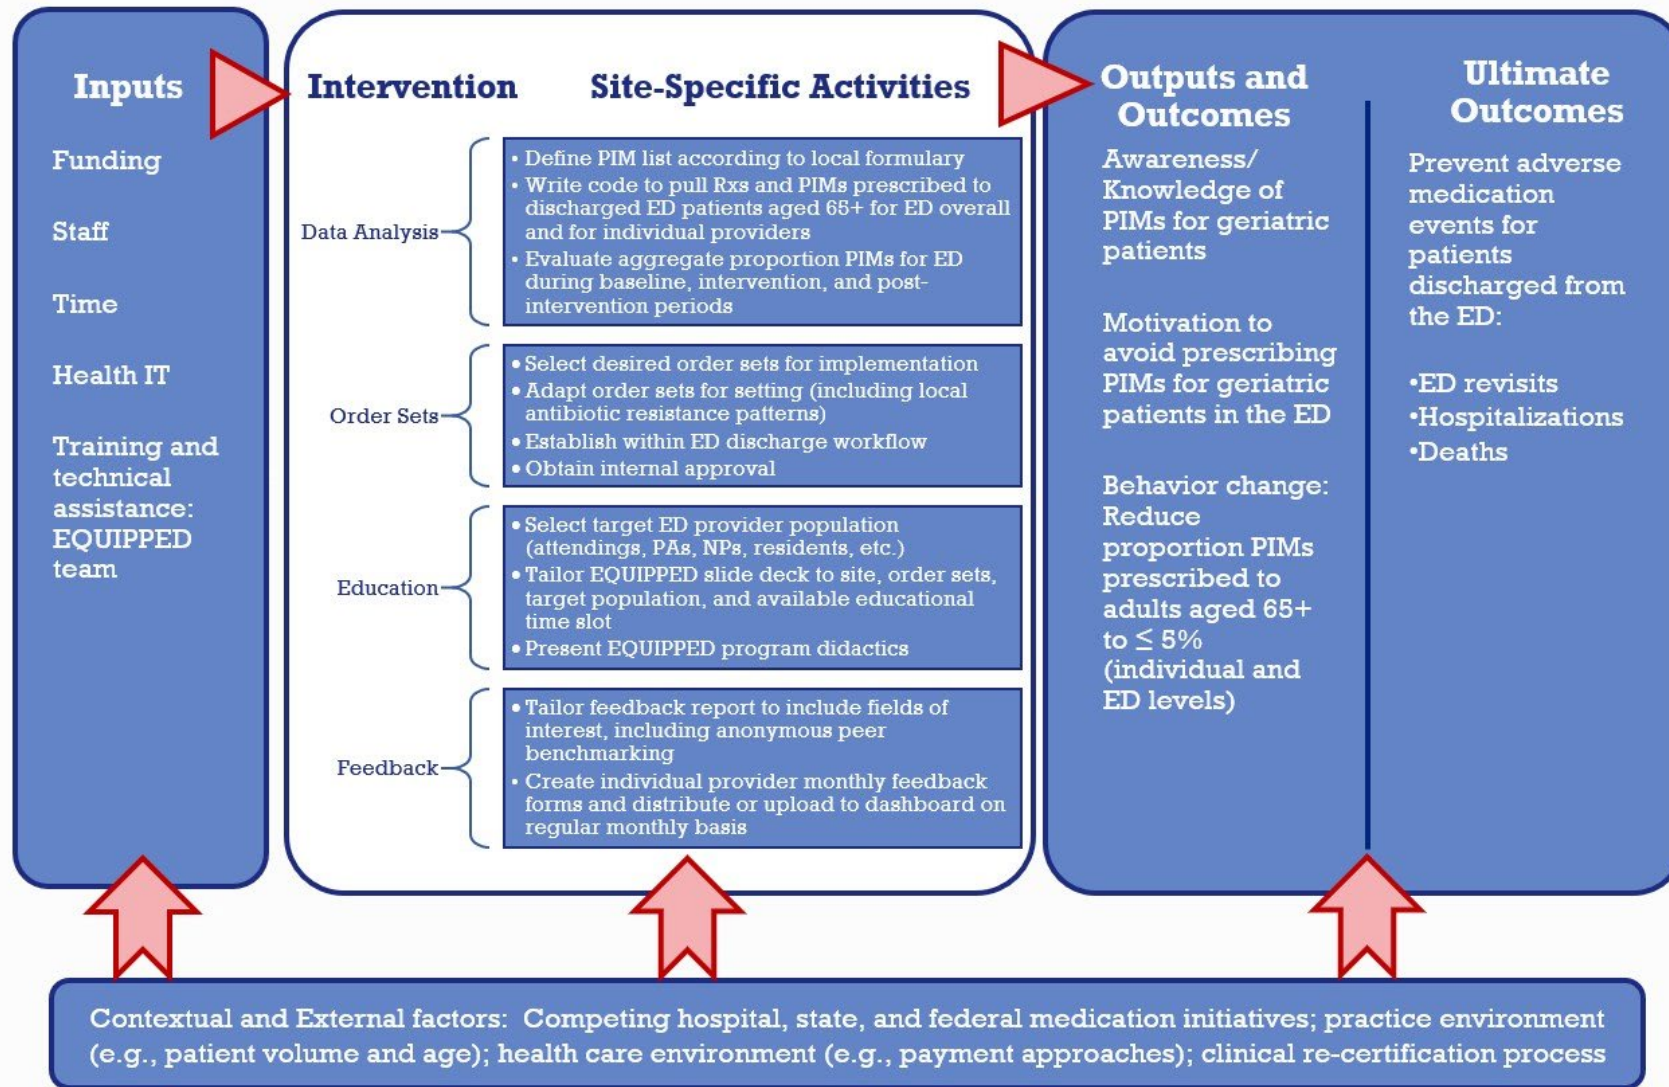 Inputs
Funding
Staff
Time
Health IT
Training and
technical
assistance:
EQUIPPED
team
Intervention
Site-Specific Activities
Data Analysis
• Define PIM list according to local formulary
• Write code to pull Rxs and PIMs prescribed to
discharged ED patients aged 65+ for ED overall
and for individual providers
• Evaluate aggregate proportion PIMs for ED
during baseline, intervention, and post-
intervention periods
Order Sets
• Select desired order sets for implementation
• Adapt order sets for setting (including local
antibiotic resistance patterns)
• Establish within ED discharge workflow
• Obtain internal approval
Education
• Select target ED provider population
(attendings, PAs, NPs, residents, etc.)
• Tailor EQUIPPED slide deck to site, order sets,
target population, and available educational
time slot
• Present EQUIPPED program didactics
Feedback
• Tailor feedback report to include fields of
interest, including anonymous peer
benchmarking
• Create individual provider monthly feedback
forms and distribute or upload to dashboard on
regular monthly basis
Outputs and
Outcomes
Awareness/
Knowledge of
PIMs for geriatric
patients
Motivation to
avoid prescribing
PIMs for geriatric
patients in the ED
Behavior change:
Reduce
proportion PIMs
prescribed to
adults aged 65+
to ≤ 5%
(individual and
ED levels)
Ultimate
Outcomes
Prevent adverse
medication
events for
patients
discharged from
the ED:
•ED revisits
•Hospitalizations
•Deaths
Contextual and External factors: Competing hospital, state, and federal medication initiatives; practice environment
(e.g., patient volume and age); health care environment (e.g., payment approaches); clinical re-certification process